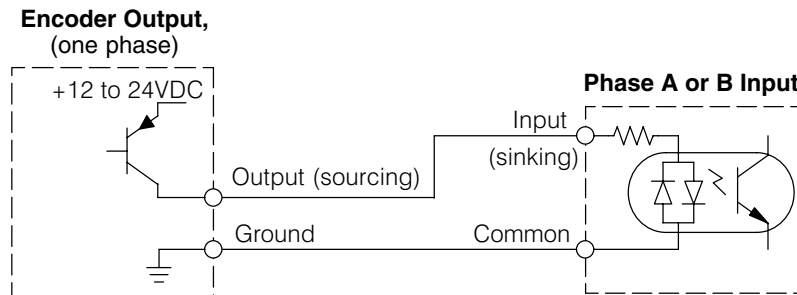 Encoder Output,
(one phase)
+12 to 24VDC
Phase A or B Input
Input
(sinking)
Output (sourcing)
Ground
Common